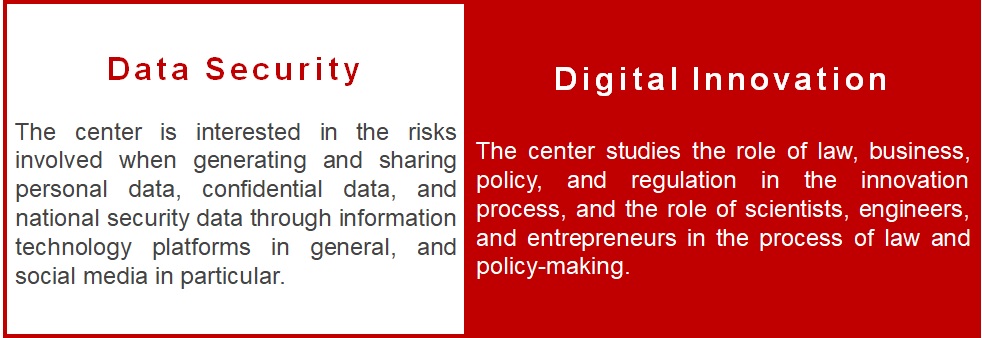 Data Security
The center is interested in the risks
involved when generating and sharing
personal data, confidential data, and
national security data through information
technology platforms in general, and
social media in particular.
Digital Innovation
The center studies the role of law, business,
policy, and regulation in the innovation
process, and the role of scientists, engineers,
and entrepreneurs in the process of law and
policy-making.